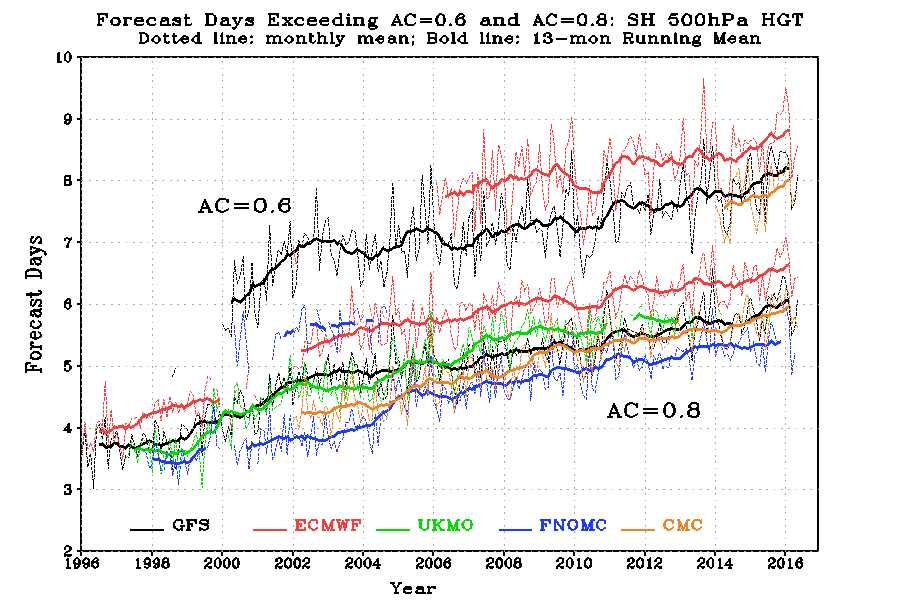 Forecast Days Exceeding AC=0.6 and AC=0.8: SH 500hPa HGT
Dotted line: monthly mean; Bold line: 13-mon Running Mean
10
9
8
7
6
5
4
3
2
Forecast Days
AC=0.6
AC=0.8
GFS ECMWF UKMO FNOMC CMC
1996 1998 2000 2002 2004 2006 2008 2010 2012 2014 2016
Year